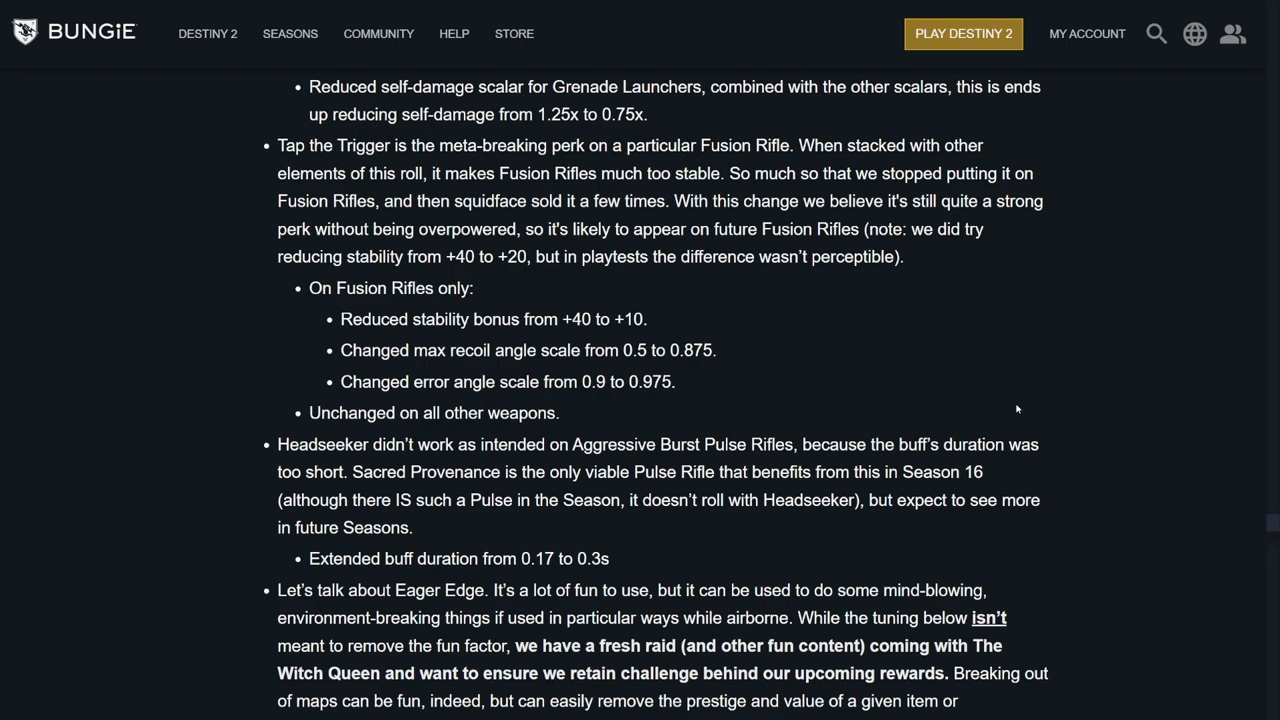 BUNGiE DESTINY 2 SEASONS COMMUNITY HELP STORE PLAY DESTINY 2 MY ACCOUNT
• Reduced self-damage scalar for Grenade Launchers, combined with the other scalars, this is ends
up reducing self-damage from 1.25x to 0.75x.
• Tap the Trigger is the meta-breaking perk on a particular Fusion Rifle. When stacked with other
elements of this roll, it makes Fusion Rifles much too stable. So much so that we stopped putting it on
Fusion Rifles, and then squidface sold it a few times. With this change we believe it's still quite a strong
perk without being overpowered, so it's likely to appear on future Fusion Rifles (note: we did try
reducing stability from +40 to +20, but in playtests the difference wasn’t perceptible).
• On Fusion Rifles only:
• Reduced stability bonus from +40 to +10.
• Changed max recoil angle scale from 0.5 to 0.875.
• Changed error angle scale from 0.9 to 0.975.
• Unchanged on all other weapons.
• Headseeker didn’t work as intended on Aggressive Burst Pulse Rifles, because the buff’s duration was
too short. Sacred Provenance is the only viable Pulse Rifle that benefits from this in Season 16
(although there IS such a Pulse in the Season, it doesn’t roll with Headseeker), but expect to see more
in future Seasons.
• Extended buff duration from 0.17 to 0.3s
• Let’s talk about Eager Edge. It’s a lot of fun to use, but it can be used to do some mind-blowing,
environment-breaking things if used in particular ways while airborne. While the tuning below isn’t
meant to remove the fun factor, we have a fresh raid (and other fun content) coming with The
Witch Queen and want to ensure we retain challenge behind our upcoming rewards. Breaking out
of maps can be fun, indeed, but can easily remove the prestige and value of a given item or